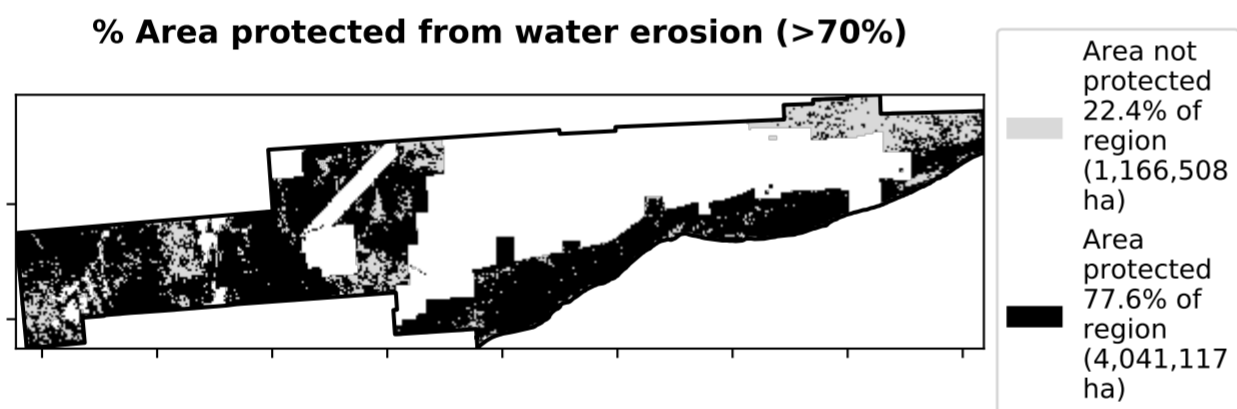 % Area protected from water erosion (>70%)
Area not
protected
22.4% of
region
(1,166,508
ha)
Area
protected
77.6% of
region
(4,041,117
ha)